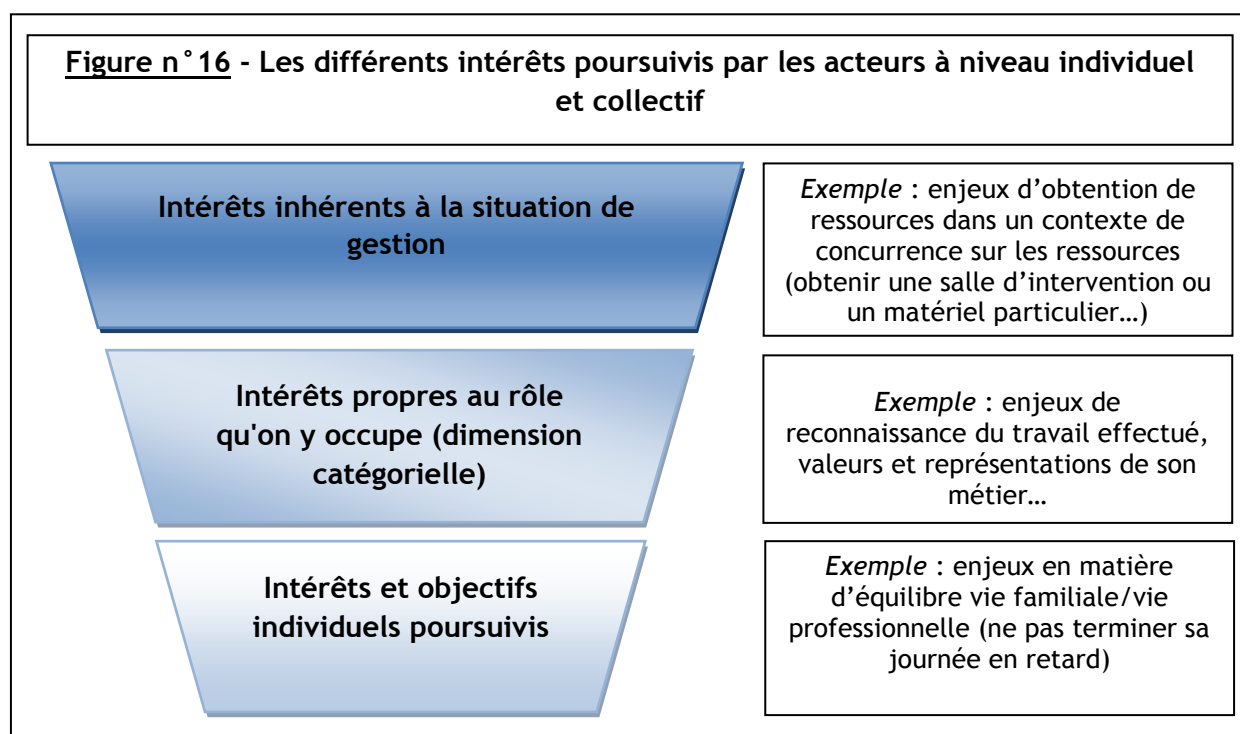 Figure n°16 - Les différents intérêts poursuivis par les acteurs à niveau individuel
et collectif
Intérêts inhérents à la situation de
gestion
Exemple : enjeux d’obtention de
ressources dans un contexte de
concurrence sur les ressources
(obtenir une salle d’intervention ou
un matériel particulier…)
Intérêts propres au rôle
qu'on y occupe (dimension
catégorielle)
Exemple : enjeux de
reconnaissance du travail effectué,
valeurs et représentations de son
métier…
Intérêts et objectifs
individuels poursuivis
Exemple : enjeux en matière
d’équilibre vie familiale/vie
professionnelle (ne pas terminer sa
journée en retard)